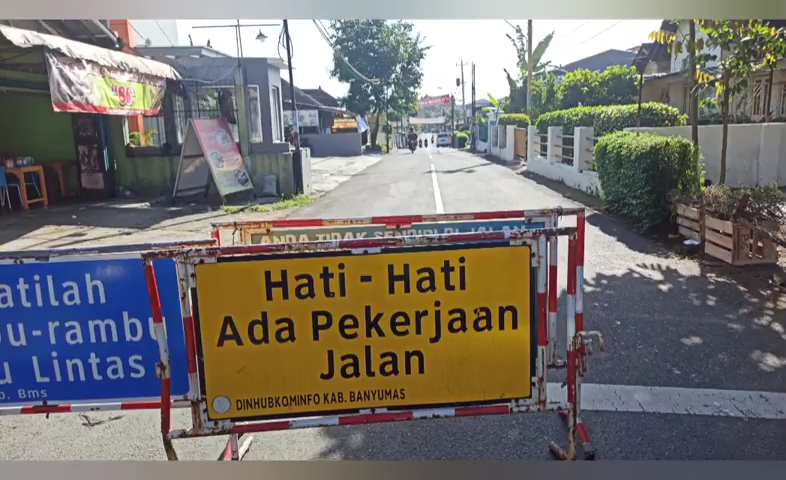 ANDA TIDAK SENDIRI DI JALAN
Hati - Hati
Ada Pekerjaan
Jalan
DINHUBKOMINFO KAB. BANYUMAS
atilah
u-rambu
u Lintas
b. Bms